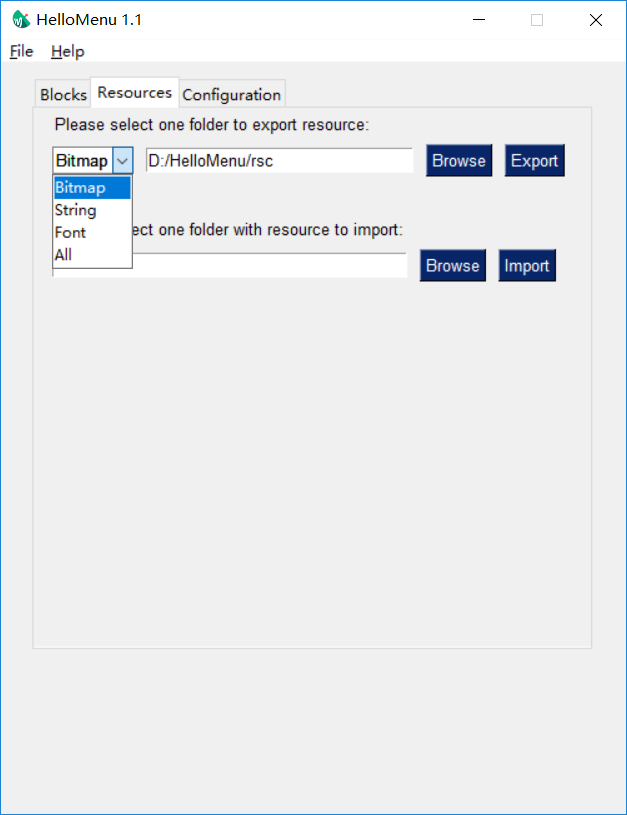 HelloMenu 1.1
File Help
Blocks Resources Configuration
Please select one folder to export resource:
Bitmap D:/HelloMenu/rsc Browse Export
Bitmap
String
Font
All
ect one folder with resource to import:
Browse Import